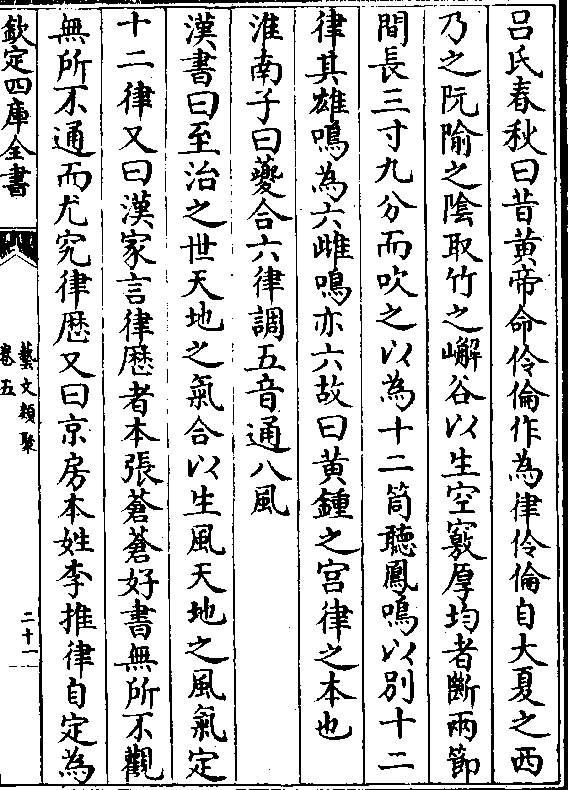 呂氏春秋曰昔黃帝命伶倫作為律伶倫自大夏之西
乃之阮隃之陰取竹之嶰谷以生空竅厚均者斷兩節
間長三寸九分而吹之以為十二筒聽鳳鳴以別十二
律其雄鳴為六雌鳴亦六故曰黃鍾之宮律之本也
淮南子曰夔合六律調五音通八風
漢書曰至治之世天地之氣合以生風天地之風氣定
十二律又曰漢家言律歴者本張蒼蒼好書無所不觀
無所不通而尤究律歴又曰京房本姓李推律自定為
欽定四庫全書
藝文類聚
卷五
二十一